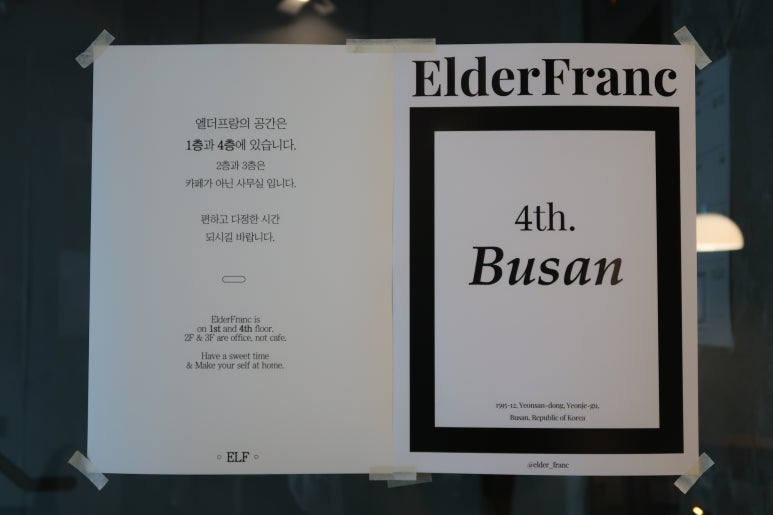 엘더프랑의 공간은
1층과 4층에 있습니다.
2층과 3층은
카페가 아닌 사무실 입니다.
편하고 다정한 시간
되시길 바랍니다.
ElderFranc is
on 1st and 4th floor.
2F & 3F are office, not cafe.
Have a sweet time
& Make your self at home.
ELF
ElderFranc
4th.
Busan
1595-12, Yeonsan-dong, Yeonje-gu,
Busan, Republic of Korea
@elder_franc